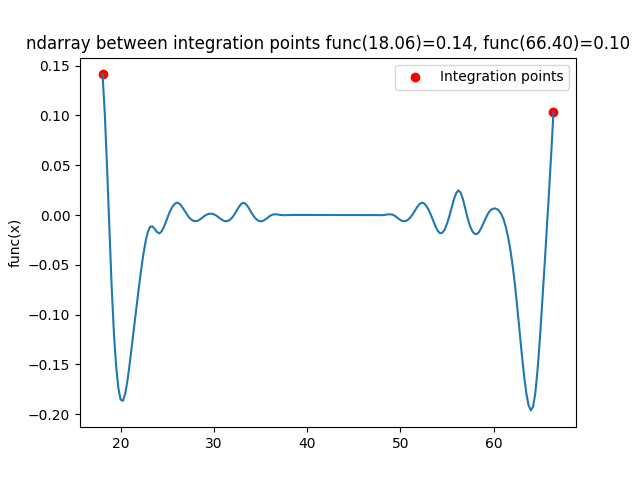 ndarray between integration points func(18.06)=0.14, func(66.40)=0.10
Integration points
func(x)
0.15
0.10
0.05
0.00
−0.05
−0.10
−0.15
−0.20
20 30 40 50 60